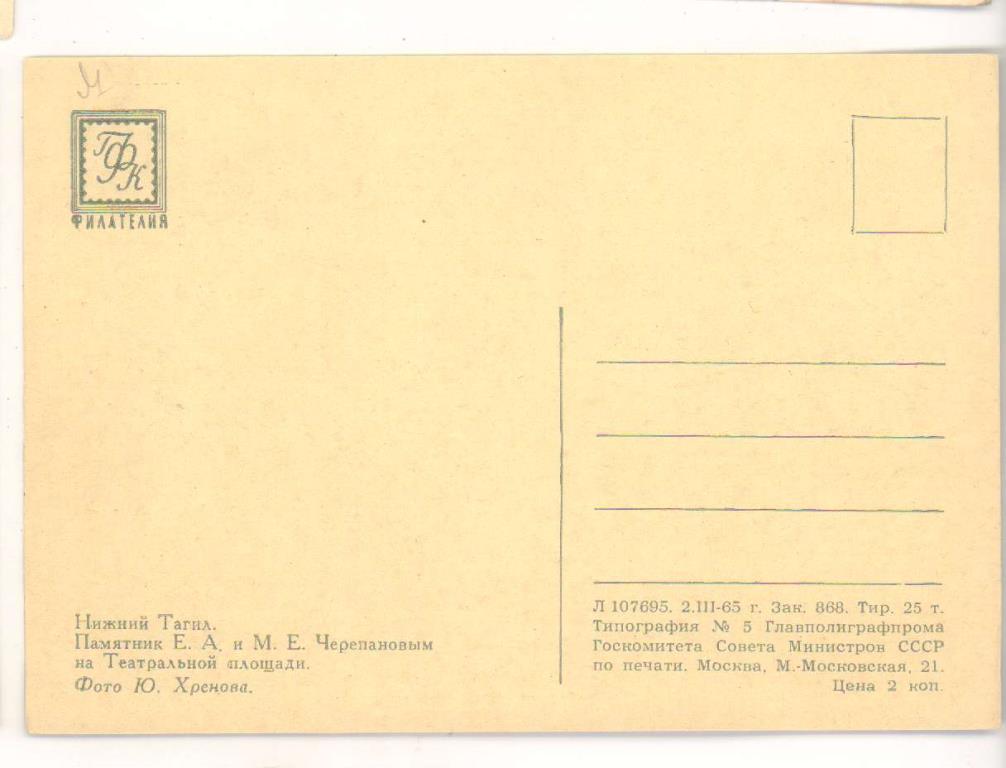 М
ГФК
ФИЛАТЕЛИЯ
Нижний Тагил.
Памятник Е. А. и М. Е. Черепановым
на Театральной площади.
Фото Ю. Хренова.
Л 107695. 2.III-65 г. Зак. 868. Тир. 25 т.
Типография № 5 Главполиграфпрома
Госкомитета Совета Министров СССР
по печати. Москва, М.-Московская, 21.
Цена 2 коп.